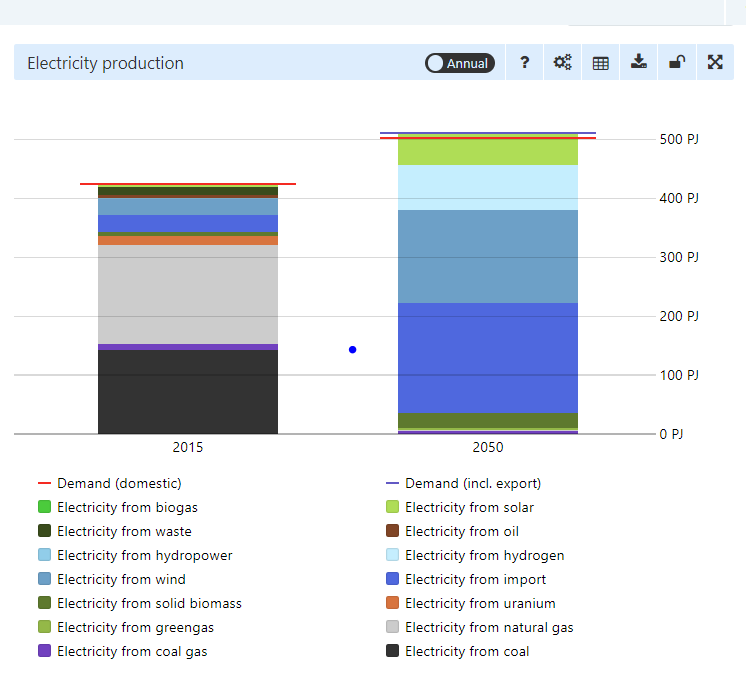 Electricity production
Annual
?
500 PJ
400 PJ
300 PJ
200 PJ
100 PJ
0 PJ
2015 2050
Demand (domestic) Demand (incl. export)
Electricity from biogas Electricity from solar
Electricity from waste Electricity from oil
Electricity from hydropower Electricity from hydrogen
Electricity from wind Electricity from import
Electricity from solid biomass Electricity from uranium
Electricity from greengas Electricity from natural gas
Electricity from coal gas Electricity from coal